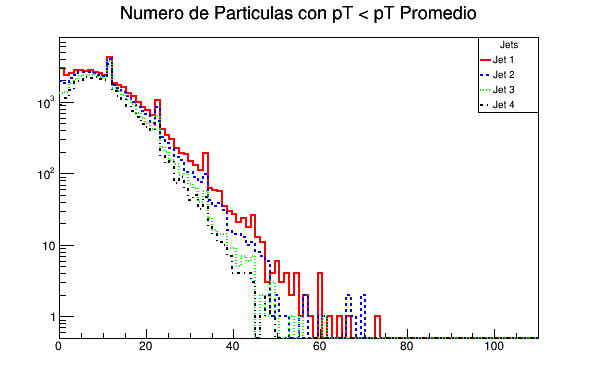 Numero de Particulas con pT < pT Promedio
Jets
Jet 1
Jet 2
Jet 3
Jet 4
10³
10²
10
1
0 20 40 60 80 100